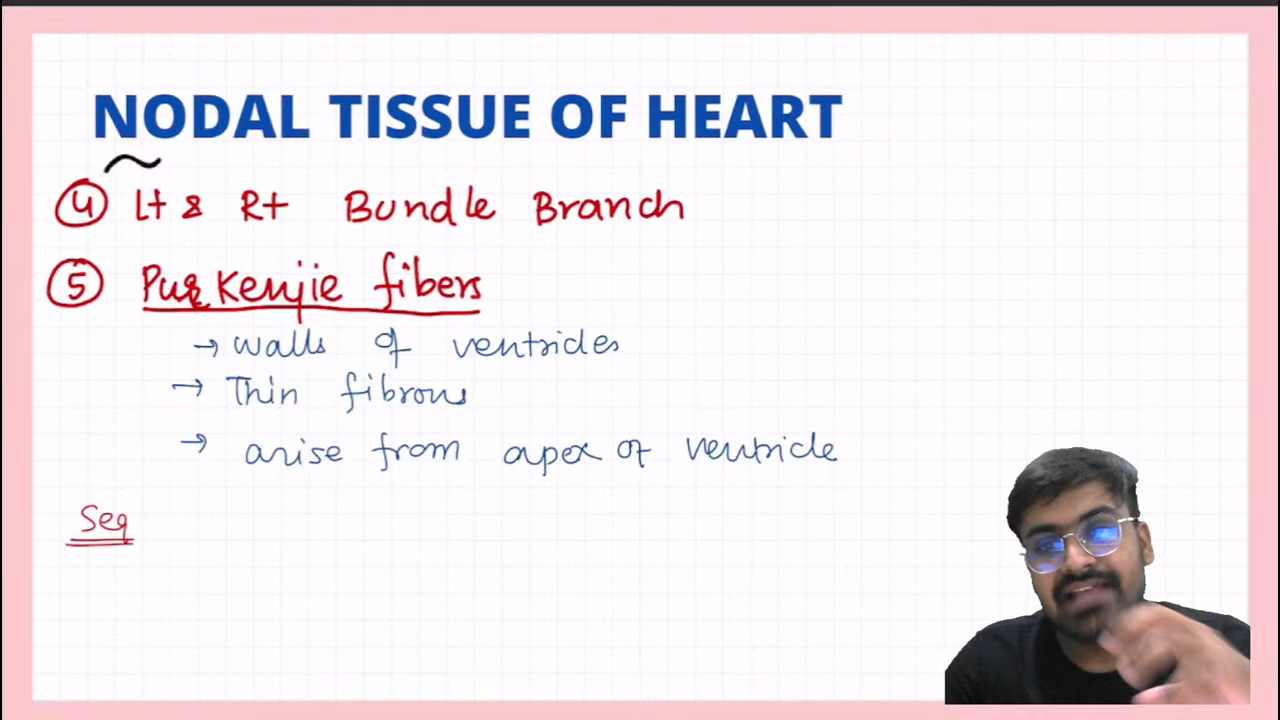 NODAL TISSUE OF HEART
④ Lt & Rt Bundle Branch
⑤ Purkenjie fibers
→ walls of ventricles
→ Thin fibrous
→ arise from apex of ventricle
Seq